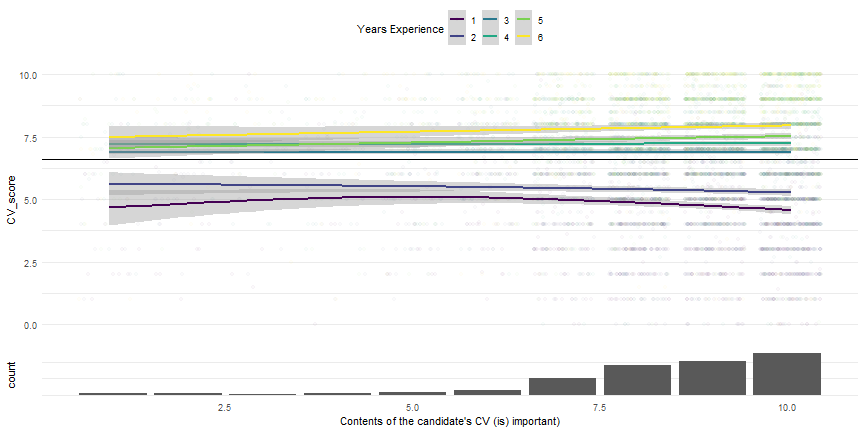 Years Experience 1 3 5
2 4 6
10.0
7.5
5.0
2.5
0.0
CV_score
count
2.5 5.0 7.5 10.0
Contents of the candidate's CV (is) important)